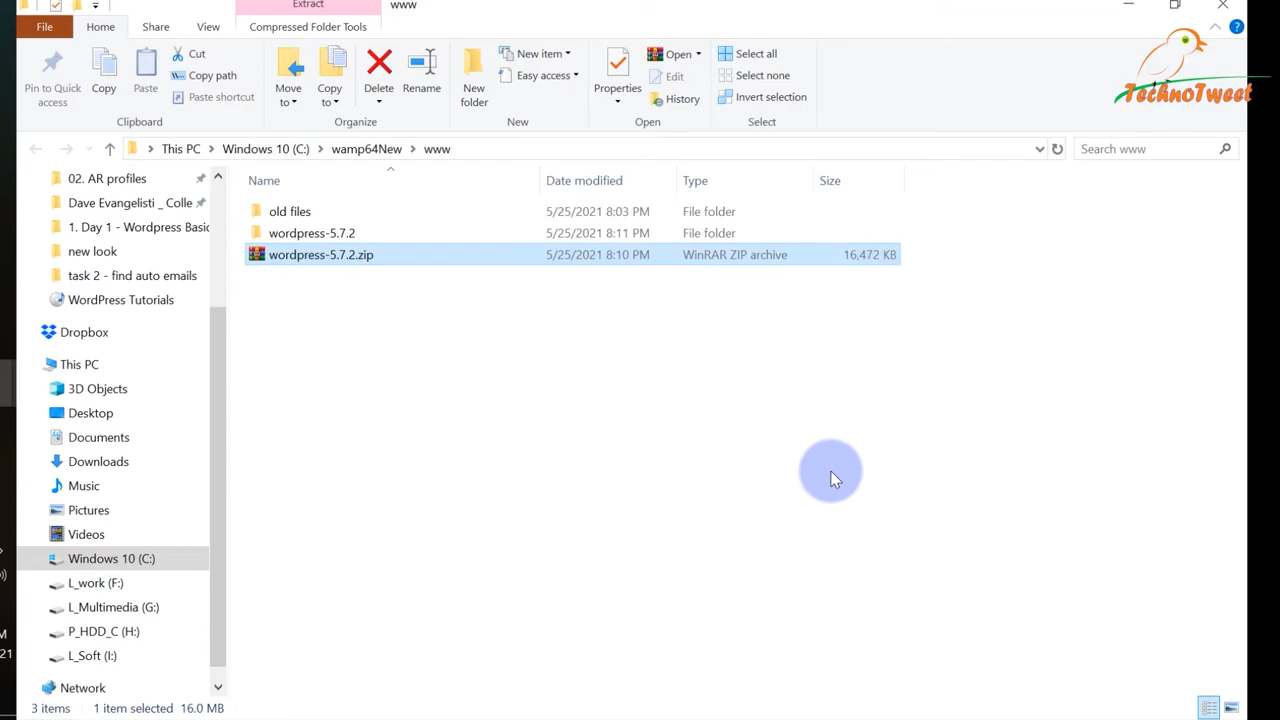 Extract
www
File
Home
Share
View
Compressed Folder Tools
Pin to Quick access
Copy
Paste
Cut
Copy path
Paste shortcut
Clipboard
Move to
Copy to
Delete
Rename
Organize
New folder
New item
Easy access
New
Properties
Open
Edit
History
Open
Select all
Select none
Invert selection
Select
TechnoTweet
This PC
Windows 10 (C:)
wamp64New
www
Search www
Name
Date modified
Type
Size
old files
5/25/2021 8:03 PM
File folder
wordpress-5.7.2
5/25/2021 8:11 PM
File folder
wordpress-5.7.2.zip
5/25/2021 8:10 PM
WinRAR ZIP archive
16,472 KB
02. AR profiles
Dave Evangelisti _ Colle
1. Day 1 - Wordpress Basic
new look
task 2 - find auto emails
WordPress Tutorials
Dropbox
This PC
3D Objects
Desktop
Documents
Downloads
Music
Pictures
Videos
Windows 10 (C:)
L_work (F:)
L_Multimedia (G:)
P_HDD_C (H:)
L_Soft (I:)
Network
M
21
3 items
1 item selected 16.0 MB